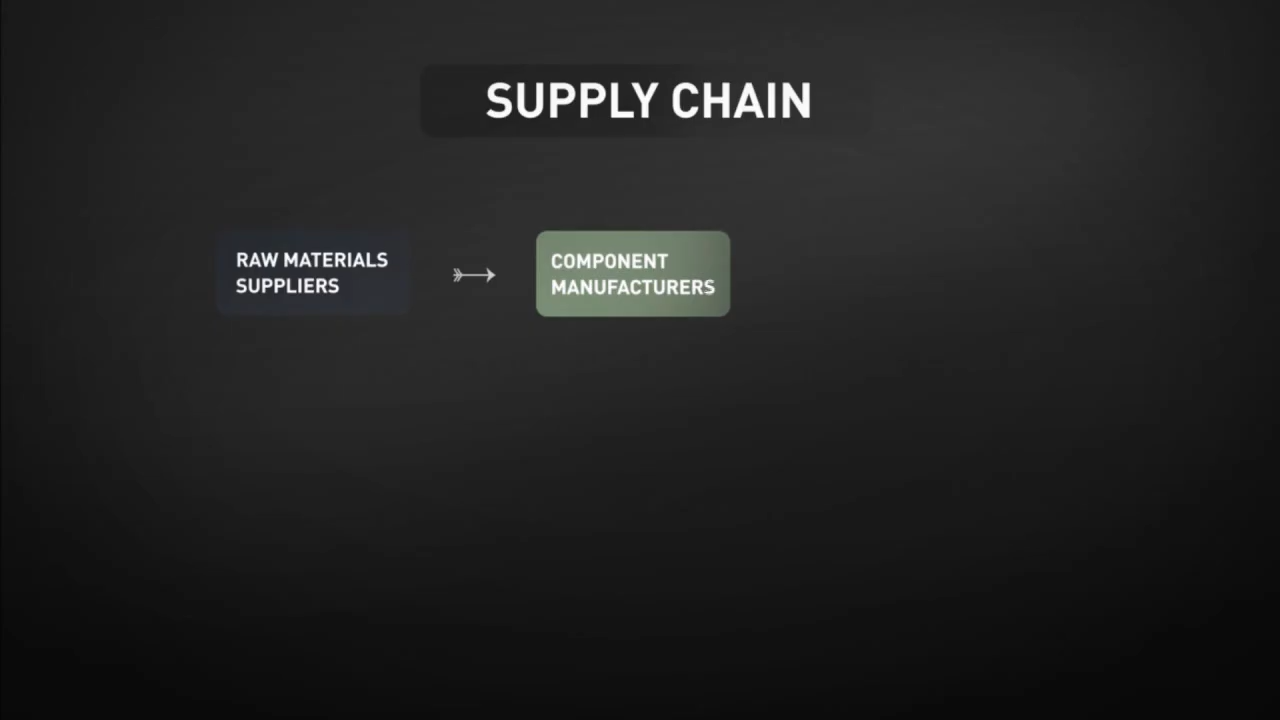 SUPPLY CHAIN
RAW MATERIALS
SUPPLIERS
COMPONENT
MANUFACTURERS